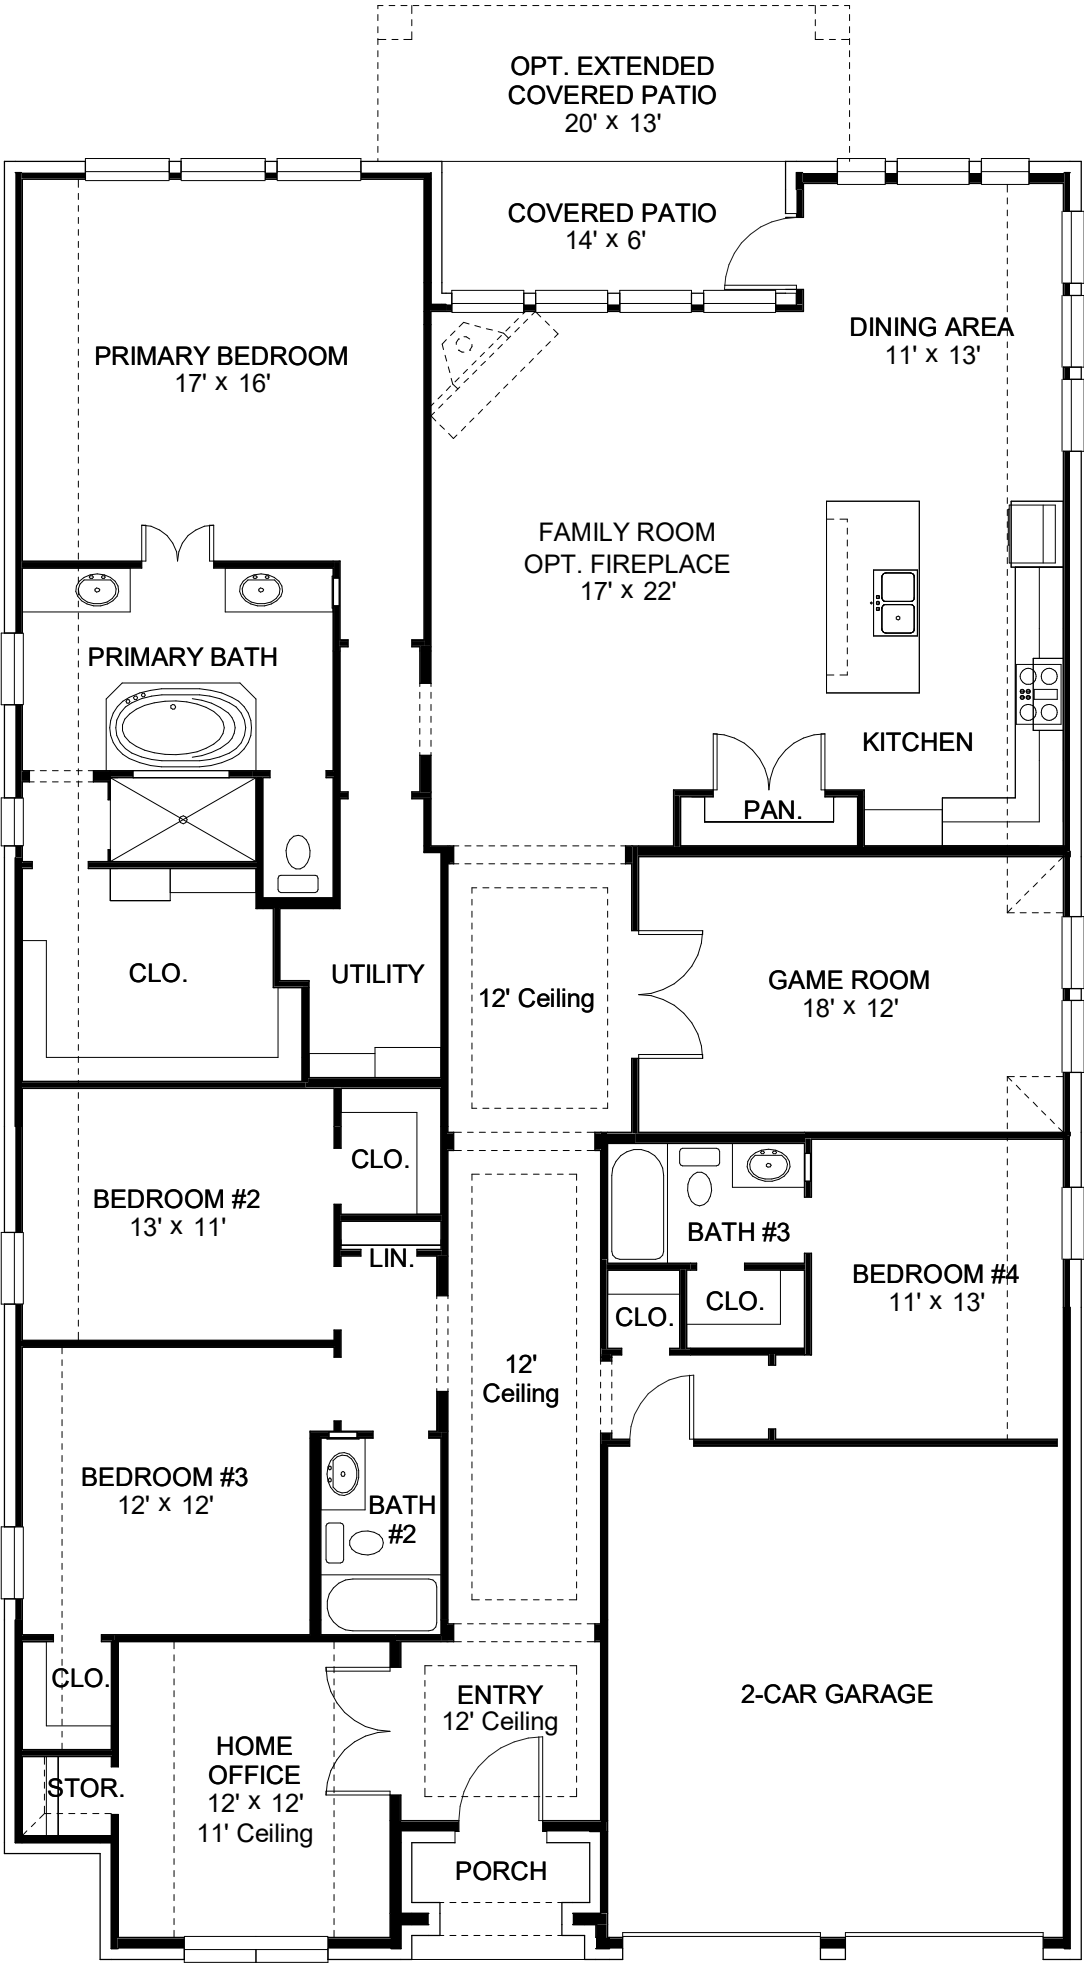 OPT. EXTENDED
COVERED PATIO
20' x 13'
COVERED PATIO
14' x 6'
DINING AREA
11' x 13'
PRIMARY BEDROOM
17' x 16'
FAMILY ROOM
OPT. FIREPLACE
17' x 22'
PRIMARY BATH
KITCHEN
PAN.
CLO.
UTILITY
12' Ceiling
GAME ROOM
18' x 12'
CLO.
BEDROOM #2
13' x 11'
LIN.
BATH #3
BEDROOM #4
11' x 13'
CLO.
CLO.
12'
Ceiling
BEDROOM #3
12' x 12'
BATH
#2
CLO.
ENTRY
12' Ceiling
2-CAR GARAGE
HOME
OFFICE
12' x 12'
11' Ceiling
STOR.
PORCH